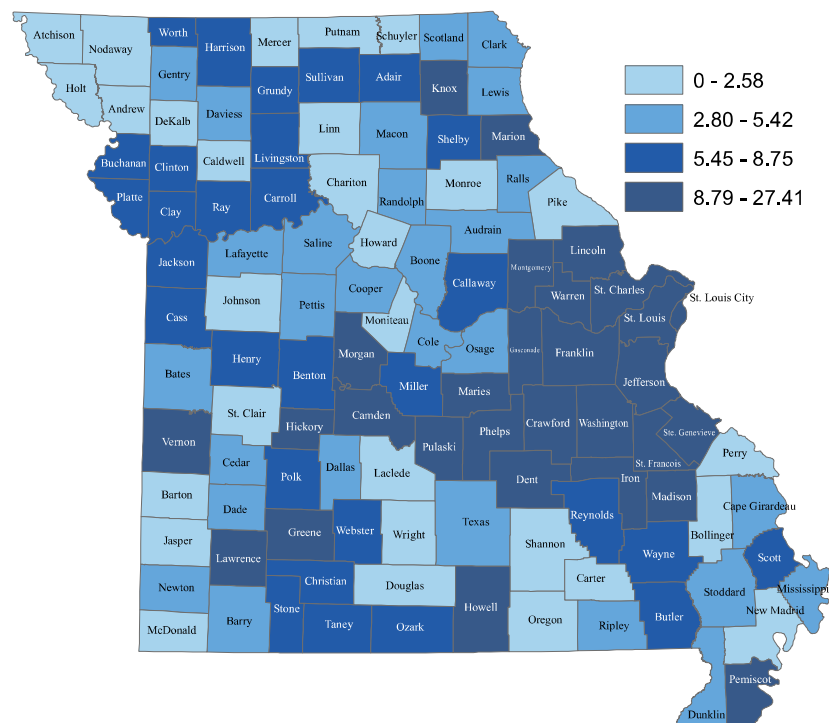 Atchison
Nodaway
Worth
Harrison
Mercer
Putnam
Schuyler
Scotland
Clark
Holt
Andrew
Gentry
DeKalb
Daviess
Grundy
Sullivan
Adair
Knox
Lewis
0 - 2.58
2.80 - 5.42
5.45 - 8.75
8.79 - 27.41
Buchanan
Clinton
Caldwell
Livingston
Linn
Macon
Shelby
Marion
Platte
Clay
Ray
Carroll
Chariton
Randolph
Monroe
Ralls
Pike
Jackson
Lafayette
Saline
Howard
Boone
Audrain
Callaway
Montgomery
Lincoln
Warren
St. Charles
St. Louis City
St. Louis
Cass
Johnson
Pettis
Cooper
Moniteau
Cole
Osage
Gasconade
Franklin
Jefferson
Bates
Henry
Benton
Morgan
Miller
Maries
Camden
St. Clair
Hickory
Vernon
Pulaski
Phelps
Crawford
Washington
Ste. Genevieve
St. Francois
Perry
Cedar
Polk
Dallas
Laclede
Dent
Iron
Madison
Barton
Dade
Greene
Webster
Wright
Texas
Shannon
Reynolds
Bollinger
Cape Girardeau
Jasper
Lawrence
Christian
Douglas
Carter
Wayne
Scott
Newton
Barry
Stone
Taney
Ozark
Howell
Oregon
Ripley
Butler
Stoddard
Mississippi
New Madrid
McDonald
Pemiscot
Dunklin